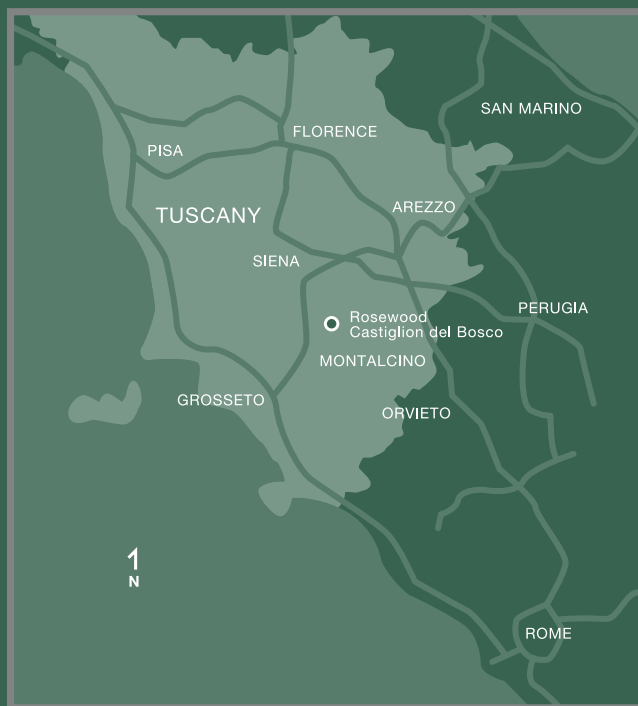 SAN MARINO
FLORENCE
PISA
AREZZO
TUSCANY
SIENA
PERUGIA
Rosewood
Castiglion del Bosco
MONTALCINO
GROSSETO
ORVIETO
N
ROME